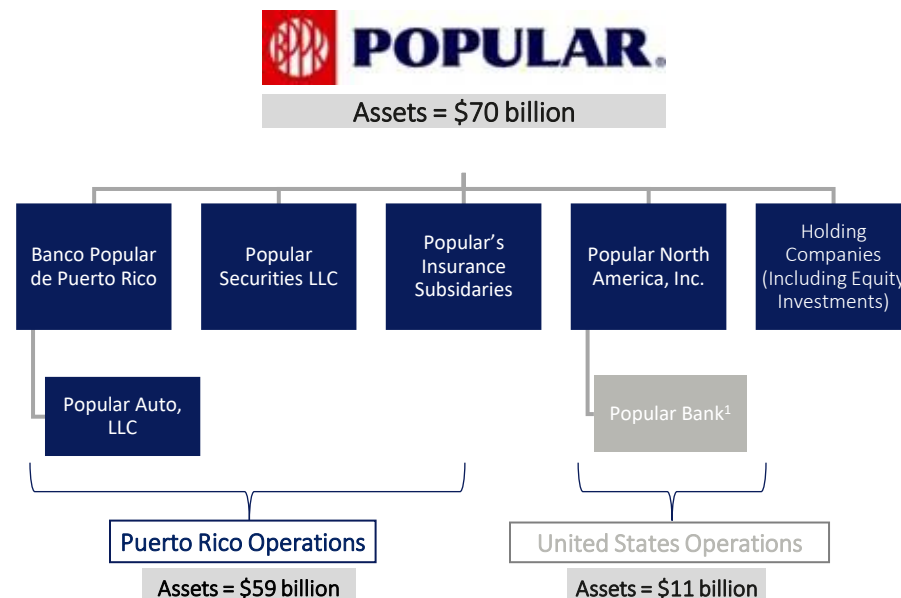 BPPR
POPULAR®
Assets = $70 billion
Banco Popular
de Puerto Rico
Popular
Securities LLC
Popular's
Insurance
Subsidaries
Popular North
America, Inc.
Holding
Companies
(Including Equity
Investments)
Popular Auto,
LLC
Popular Bank¹
Puerto Rico Operations
United States Operations
Assets = $59 billion
Assets = $11 billion